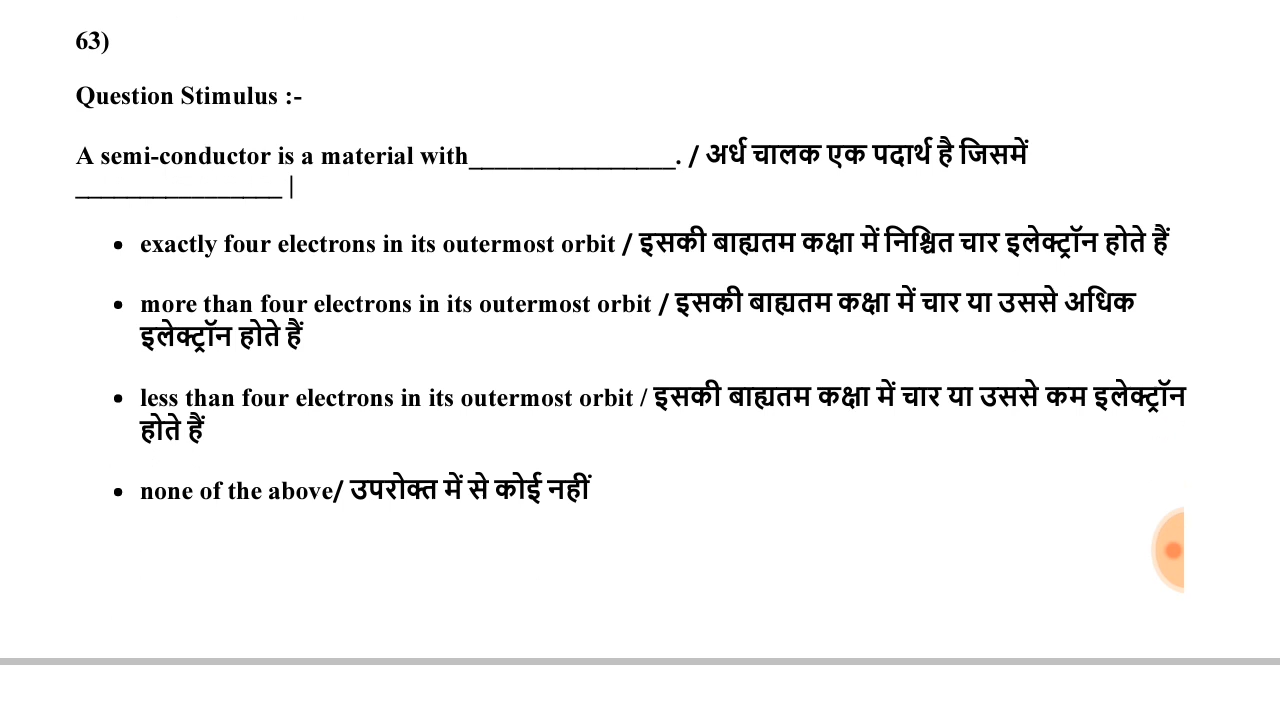 63)
Question Stimulus :-
A semi-conductor is a material with________________. / अर्ध चालक एक पदार्थ है जिसमें
________________ |
• exactly four electrons in its outermost orbit / इसकी बाह्यतम कक्षा में निश्चित चार इलेक्ट्रॉन होते हैं
• more than four electrons in its outermost orbit / इसकी बाह्यतम कक्षा में चार या उससे अधिक
इलेक्ट्रॉन होते हैं
• less than four electrons in its outermost orbit / इसकी बाह्यतम कक्षा में चार या उससे कम इलेक्ट्रॉन
होते हैं
• none of the above/ उपरोक्त में से कोई नहीं